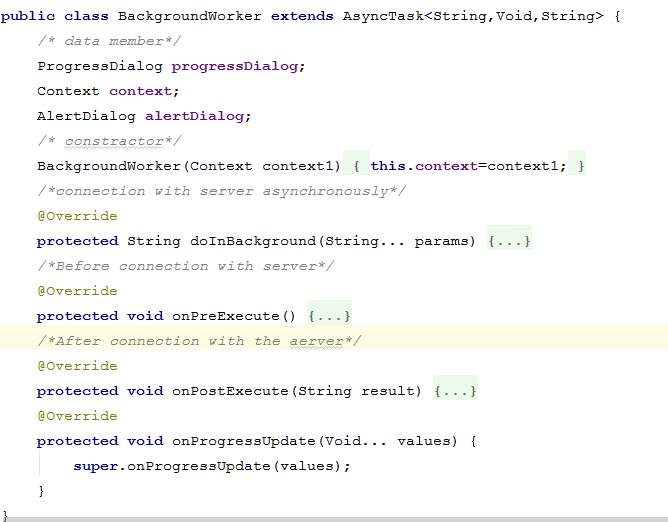 public class BackgroundWorker extends AsyncTask<String,Void,String> {
/* data member*/
ProgressDialog progressDialog;
Context context;
AlertDialog alertDialog;
/* constractor*/
BackgroundWorker(Context context1) { this.context=context1; }
/*connection with server asynchronously*/
@Override
protected String doInBackground(String... params) {...}
/*Before connection with server*/
@Override
protected void onPreExecute() {...}
/*After connection with the aerver*/
@Override
protected void onPostExecute(String result) {...}
@Override
protected void onProgressUpdate(Void... values) {
super.onProgressUpdate(values);
}
}